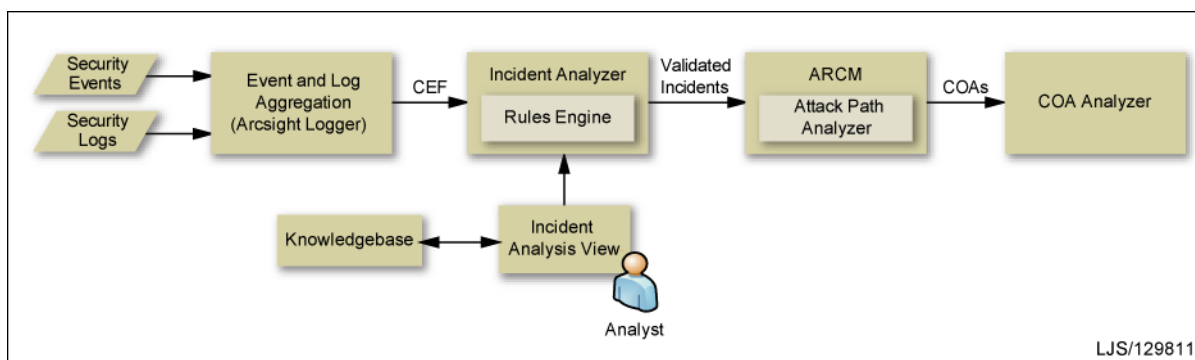 Security
Events
Security
Logs
Event and Log
Aggregation
(Arcsight Logger)
CEF
Incident Analyzer
Rules Engine
Validated
Incidents
ARCM
Attack Path
Analyzer
COAs
COA Analyzer
Knowledgebase
Incident
Analysis View
Analyst
LJS/129811